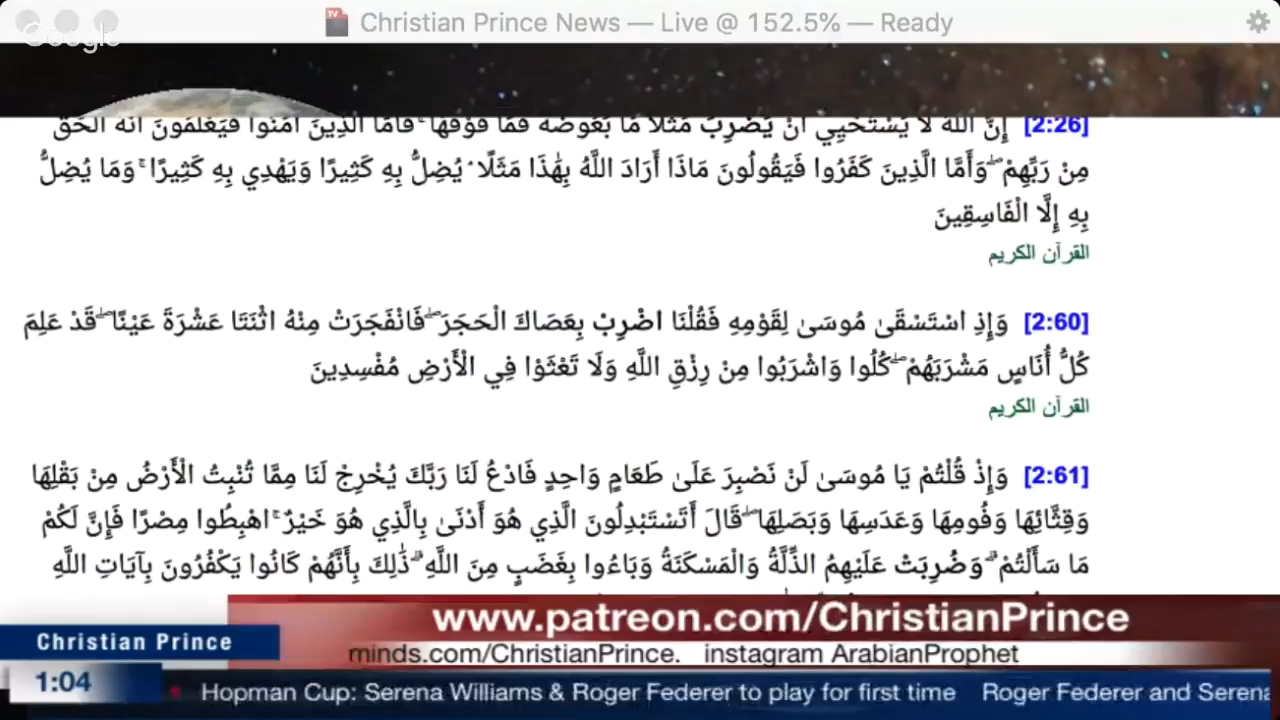 Google
Christian Prince News — Live @ 152.5% — Ready
[2:26] إِنَّ اللَّهَ لَا يَسْتَحْيِي أَنْ يَضْرِبَ مَثَلًا مَا بَعُوضَةً فَمَا فَوْقَهَا ۚ فَأَمَّا الَّذِينَ آمَنُوا فَيَعْلَمُونَ أَنَّهُ الْحَقُّ
مِنْ رَبِّهِمْ ۖ وَأَمَّا الَّذِينَ كَفَرُوا فَيَقُولُونَ مَاذَا أَرَادَ اللَّهُ بِهَٰذَا مَثَلًا ۘ يُضِلُّ بِهِ كَثِيرًا وَيَهْدِي بِهِ كَثِيرًا ۚ وَمَا يُضِلُّ
بِهِ إِلَّا الْفَاسِقِينَ
القرآن الكريم
[2:60] وَإِذِ اسْتَسْقَىٰ مُوسَىٰ لِقَوْمِهِ فَقُلْنَا اضْرِبْ بِعَصَاكَ الْحَجَرَ ۖ فَانْفَجَرَتْ مِنْهُ اثْنَتَا عَشْرَةَ عَيْنًا ۖ قَدْ عَلِمَ
كُلُّ أُنَاسٍ مَشْرَبَهُمْ ۖ كُلُوا وَاشْرَبُوا مِنْ رِزْقِ اللَّهِ وَلَا تَعْثَوْا فِي الْأَرْضِ مُفْسِدِينَ
القرآن الكريم
[2:61] وَإِذْ قُلْتُمْ يَا مُوسَىٰ لَنْ نَصْبِرَ عَلَىٰ طَعَامٍ وَاحِدٍ فَادْعُ لَنَا رَبَّكَ يُخْرِجْ لَنَا مِمَّا تُنْبِتُ الْأَرْضُ مِنْ بَقْلِهَا
وَقِثَّائِهَا وَفُومِهَا وَعَدَسِهَا وَبَصَلِهَا ۖ قَالَ أَتَسْتَبْدِلُونَ الَّذِي هُوَ أَدْنَىٰ بِالَّذِي هُوَ خَيْرٌ ۚ اهْبِطُوا مِصْرًا فَإِنَّ لَكُمْ
مَا سَأَلْتُمْ ۗ وَضُرِبَتْ عَلَيْهِمُ الذِّلَّةُ وَالْمَسْكَنَةُ وَبَاءُوا بِغَضَبٍ مِنَ اللَّهِ ۗ ذَٰلِكَ بِأَنَّهُمْ كَانُوا يَكْفُرُونَ بِآيَاتِ اللَّهِ
www.patreon.com/ChristianPrince
Christian Prince
minds.com/ChristianPrince. instagram ArabianProphet
1:04
Hopman Cup: Serena Williams & Roger Federer to play for first time Roger Federer and Serena